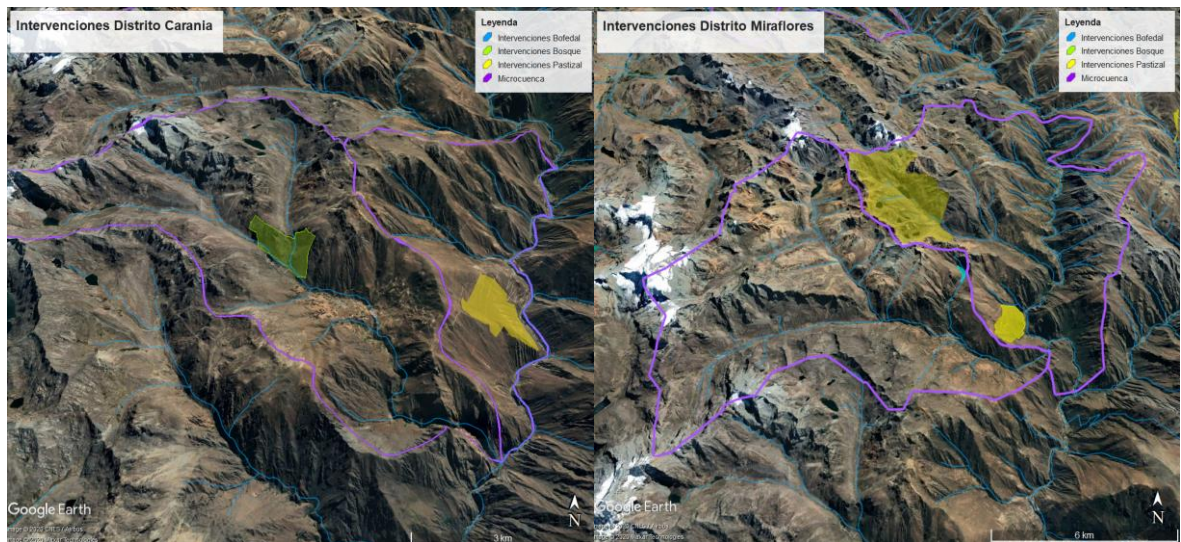 Intervenciones Distrito Carania
Leyenda
Intervenciones Bofedal
Intervenciones Bosque
Intervenciones Pastizal
Microcuenca
Google Earth
N
3 km
Intervenciones Distrito Miraflores
Leyenda
Intervenciones Bofedal
Intervenciones Bosque
Intervenciones Pastizal
Microcuenca
Google Earth
N
6 km